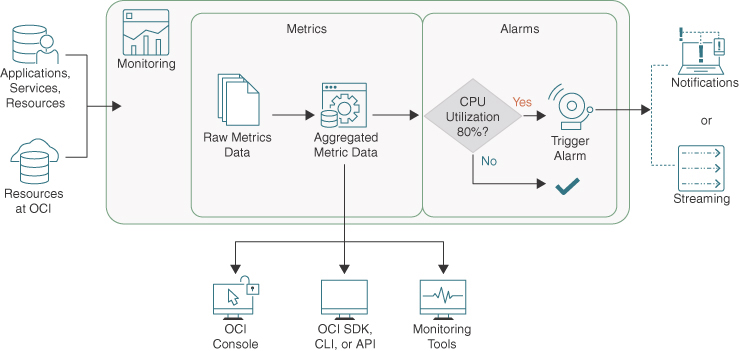 Applications,
Services,
Resources
Resources
at OCI
Monitoring
Metrics
Raw Metrics
Data
Aggregated
Metric Data
Alarms
CPU
Utilization
80%?
Yes
No
Trigger
Alarm
Notifications
or
Streaming
OCI
Console
OCI SDK,
CLI, or API
Monitoring
Tools